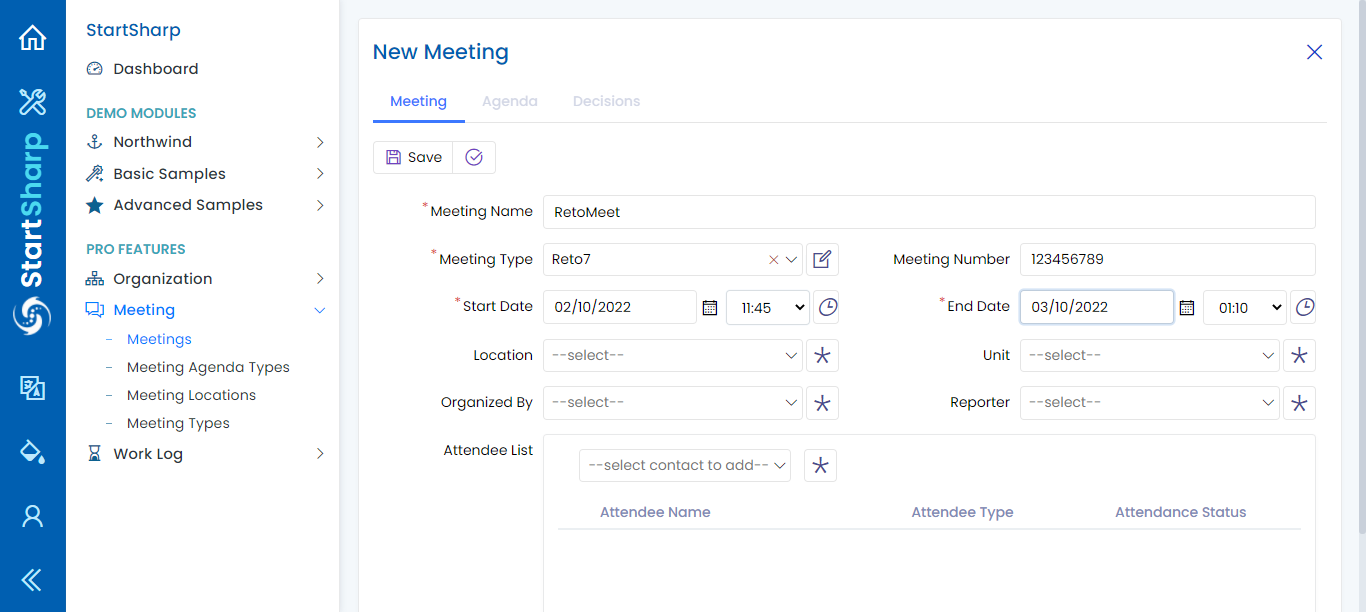 StartSharp
StartSharp
Dashboard
DEMO MODULES
Northwind
Basic Samples
Advanced Samples
PRO FEATURES
Organization
Meeting
– Meetings
– Meeting Agenda Types
– Meeting Locations
– Meeting Types
Work Log
New Meeting
Meeting Agenda Decisions
Save
*Meeting Name RetoMeet
*Meeting Type Reto7 Meeting Number 123456789
*Start Date 02/10/2022 11:45 *End Date 03/10/2022 01:10
Location --select-- Unit --select--
Organized By --select-- Reporter --select--
Attendee List
--select contact to add--
Attendee Name Attendee Type Attendance Status